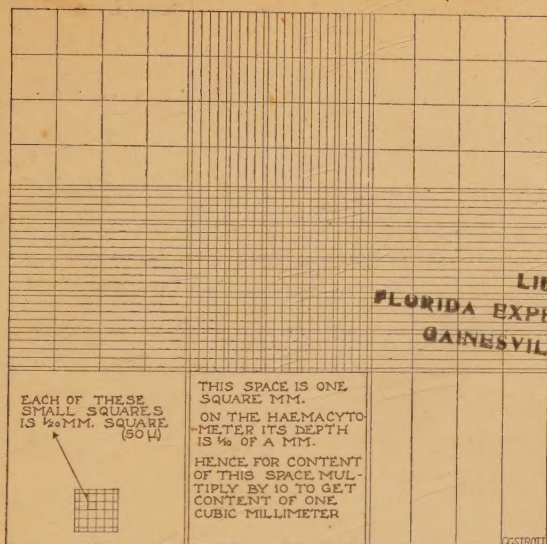 LIB
FLORIDA EXPE
GAINESVIL
EACH OF THESE
SMALL SQUARES
IS 1/20 MM. SQUARE
(50 µ)
THIS SPACE IS ONE
SQUARE MM.
ON THE HAEMACYTO-
METER ITS DEPTH
IS 1/10 OF A MM.
HENCE FOR CONTENT
OF THIS SPACE MUL-
TIPLY BY 10 TO GET
CONTENT OF ONE
CUBIC MILLIMETER